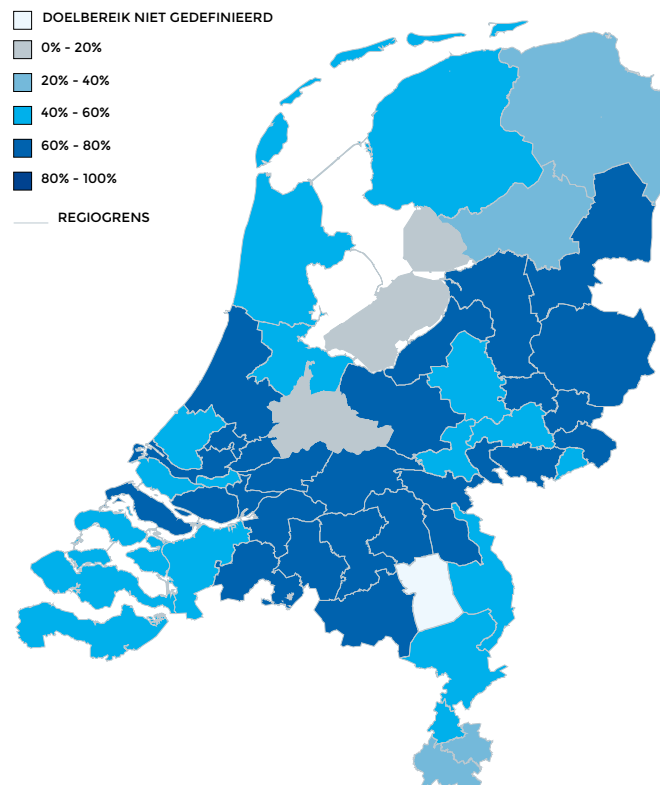 DOELBEREIK NIET GEDEFINIEERD
0% - 20%
20% - 40%
40% - 60%
60% - 80%
80% - 100%
REGIOGRENS